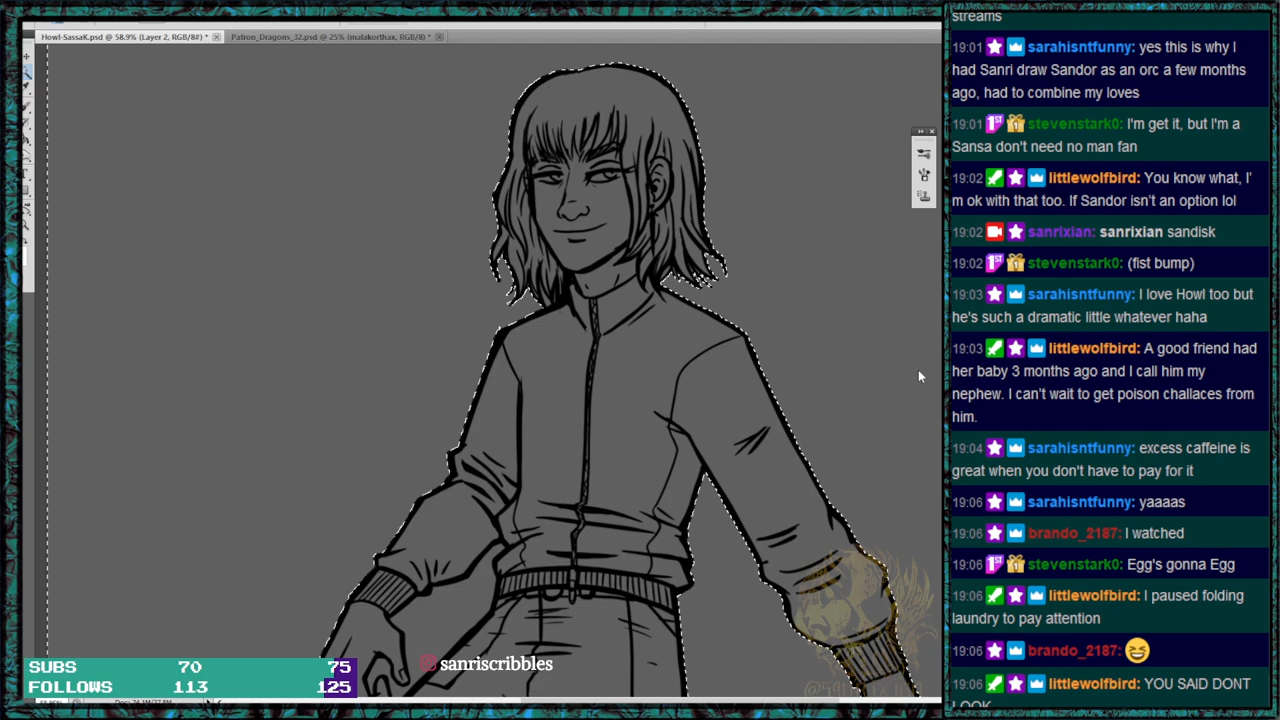 Howl-SassaK.psd @ 58.9% (Layer 2, RGB/8#) *
Patron_Dragons_32.psd @ 25% (matakorthax, RGB/8) *
streams
19:01 sarahisntfunny: yes this is why I
had Sanri draw Sandor as an orc a few months
ago, had to combine my loves
19:01 stevenstark0: I'm get it, but I'm a
Sansa don't need no man fan
19:02 littlewolfbird: You know what, I'
m ok with that too. If Sandor isn't an option lol
19:02 sanrixian: sanrixian sandisk
19:02 stevenstark0: (fist bump)
19:03 sarahisntfunny: I love Howl too but
he's such a dramatic little whatever haha
19:03 littlewolfbird: A good friend had
her baby 3 months ago and I call him my
nephew. I can't wait to get poison challaces from
him.
19:04 sarahisntfunny: excess caffeine is
great when you don't have to pay for it
19:06 sarahisntfunny: yaaaas
19:06 brando_2187: I watched
19:06 stevenstark0: Egg's gonna Egg
19:06 littlewolfbird: I paused folding
laundry to pay attention
19:06 brando_2187:
19:06 littlewolfbird: YOU SAID DONT
LOOK
SUBS 70 75
FOLLOWS 113 125
sanriscribbles